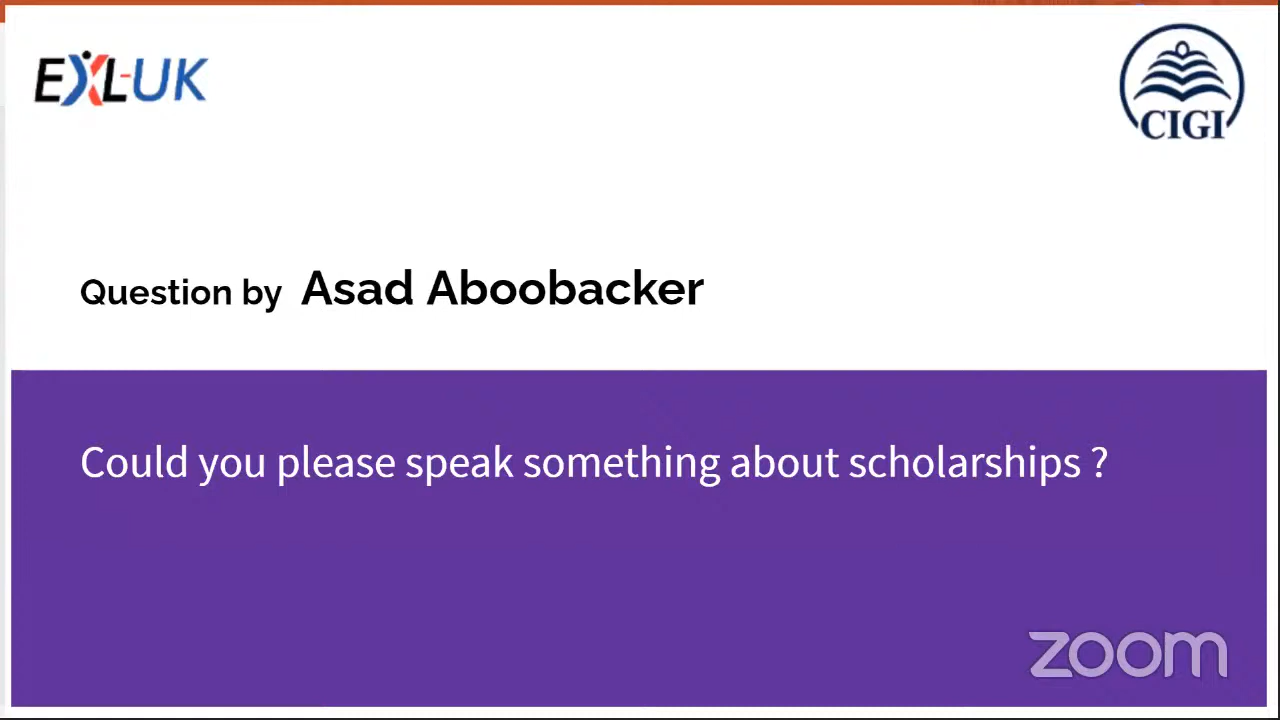 EXL-UK
CIGI
Question by Asad Aboobacker
Could you please speak something about scholarships ?
zoom